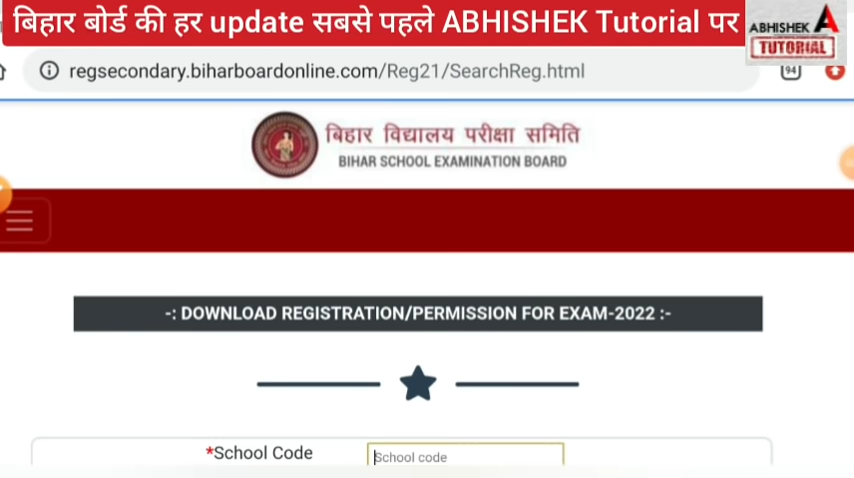 बिहार बोर्ड की हर update सबसे पहले ABHISHEK Tutorial पर
ABHISHEK A
TUTORIAL
regsecondary.biharboardonline.com/Reg21/SearchReg.html
94
बिहार विद्यालय परीक्षा समिति
BIHAR SCHOOL EXAMINATION BOARD
-: DOWNLOAD REGISTRATION/PERMISSION FOR EXAM-2022 :-
*School Code
School code